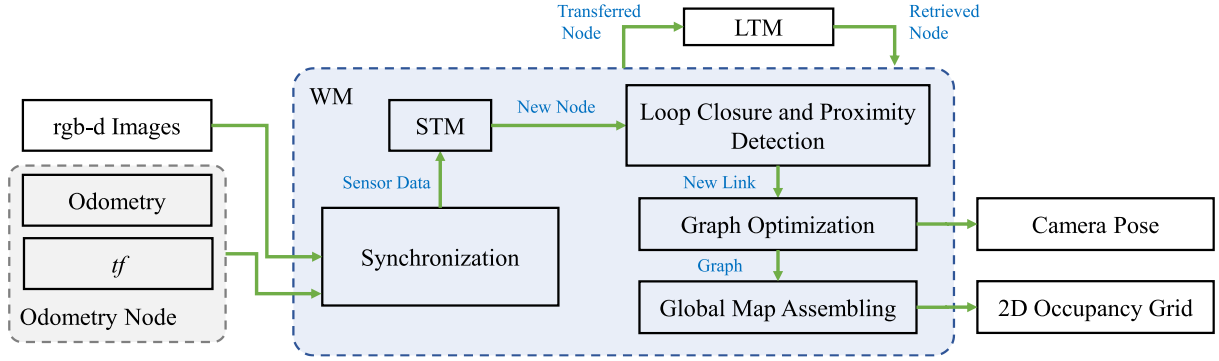 Transferred
Node
LTM
Retrieved
Node
WM
rgb-d Images
STM
New Node
Loop Closure and Proximity
Detection
Sensor Data
New Link
Odometry
tf
Odometry Node
Synchronization
Graph Optimization
Camera Pose
Graph
Global Map Assembling
2D Occupancy Grid